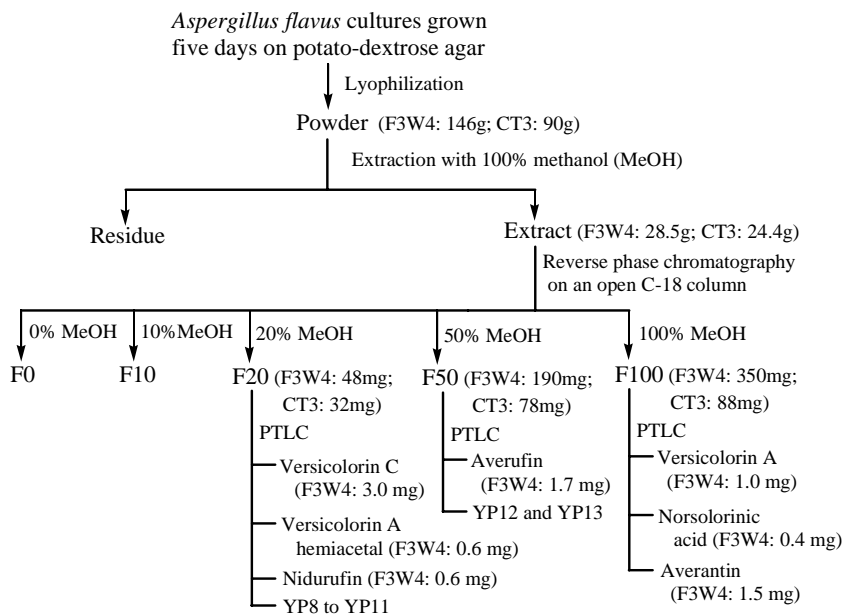 Aspergillus flavus cultures grown
five days on potato-dextrose agar
Lyophilization
Powder (F3W4: 146g; CT3: 90g)
Extraction with 100% methanol (MeOH)
Residue
Extract (F3W4: 28.5g; CT3: 24.4g)
Reverse phase chromatography
on an open C-18 column
0% MeOH
10%MeOH
20% MeOH
50% MeOH
100% MeOH
F0
F10
F20 (F3W4: 48mg;
CT3: 32mg)
F50 (F3W4: 190mg;
CT3: 78mg)
F100 (F3W4: 350mg;
CT3: 88mg)
PTLC
Versicolorin C
(F3W4: 3.0 mg)
Versicolorin A
hemiacetal (F3W4: 0.6 mg)
Nidurufin (F3W4: 0.6 mg)
YP8 to YP11
PTLC
Averufin
(F3W4: 1.7 mg)
YP12 and YP13
PTLC
Versicolorin A
(F3W4: 1.0 mg)
Norsolorinic
acid (F3W4: 0.4 mg)
Averantin
(F3W4: 1.5 mg)